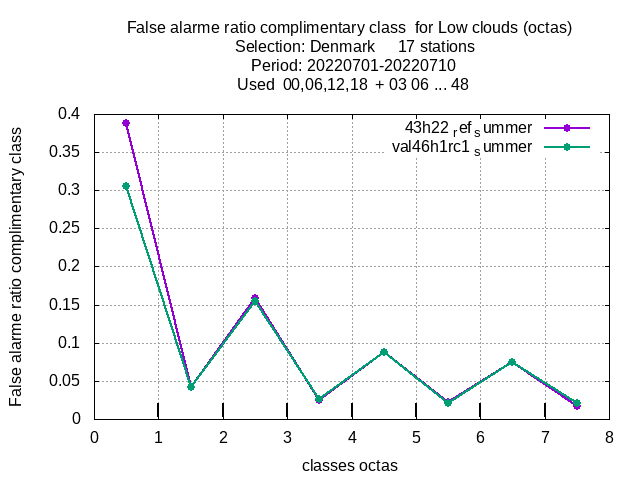 False alarme ratio complimentary class  for Low clouds (octas)
Selection: Denmark     17 stations
Period: 20220701-20220710
Used  00,06,12,18  + 03 06 ... 48
False alarme ratio complimentary class
0.4
0.35
0.3
0.25
0.2
0.15
0.1
0.05
0
43h22 ref summer
val46h1rc1 summer
0 1 2 3 4 5 6 7 8
classes octas